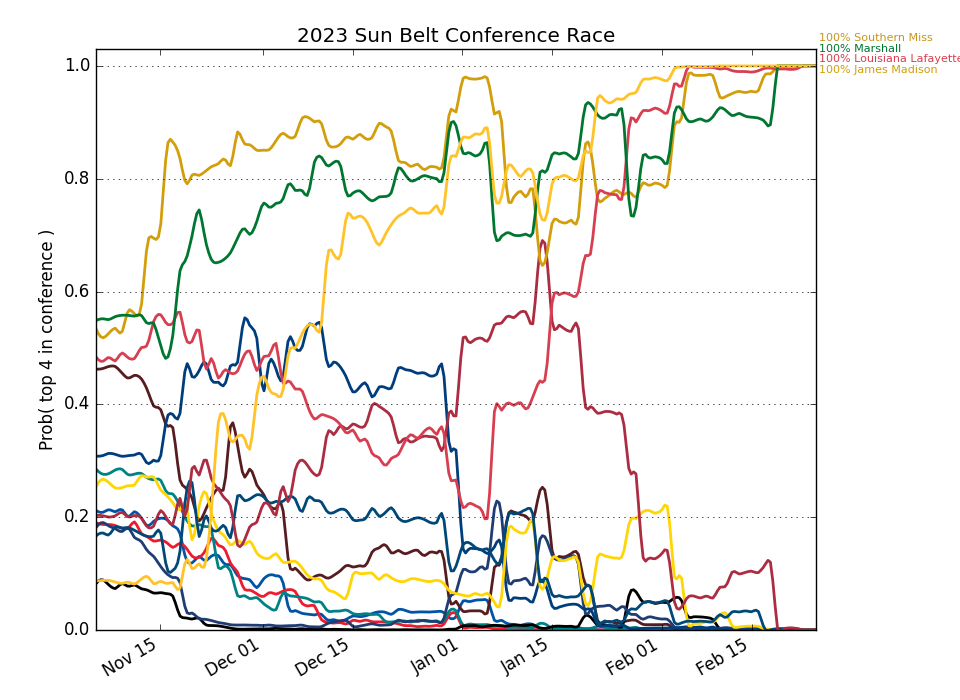 2023 Sun Belt Conference Race
100% Southern Miss
100% Marshall
100% Louisiana Lafayette
100% James Madison
1.0
0.8
0.6
0.4
0.2
0.0
Prob( top 4 in conference )
Nov 15
Dec 01
Dec 15
Jan 01
Jan 15
Feb 01
Feb 15